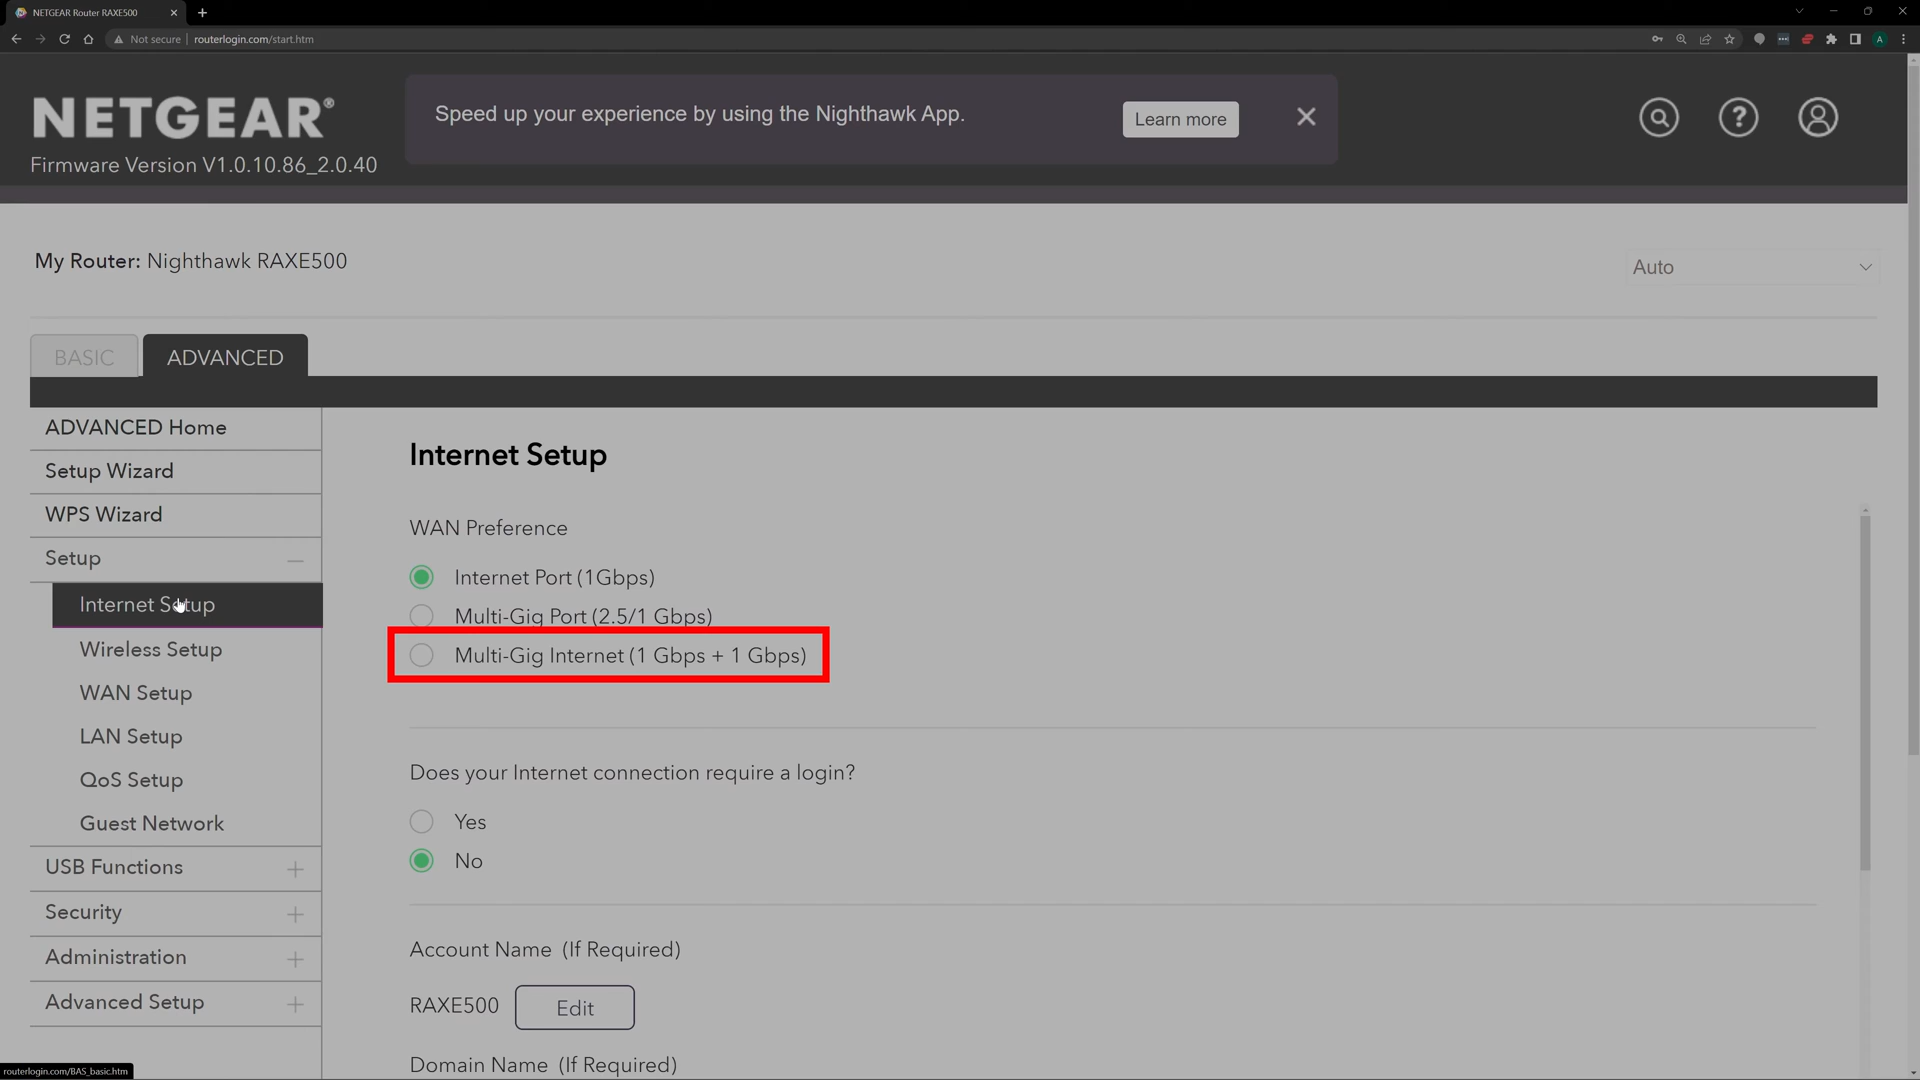 NETGEAR Router RAXE500
Not secure
routerlogin.com/start.htm
A
NETGEAR®
Firmware Version V1.0.10.86_2.0.40
Speed up your experience by using the Nighthawk App.
Learn more
My Router: Nighthawk RAXE500
Auto
BASIC
ADVANCED
ADVANCED Home
Setup Wizard
WPS Wizard
Setup
Internet Setup
Wireless Setup
WAN Setup
LAN Setup
QoS Setup
Guest Network
USB Functions
Security
Administration
Advanced Setup
Internet Setup
WAN Preference
Internet Port (1Gbps)
Multi-Gig Port (2.5/1 Gbps)
Multi-Gig Internet (1 Gbps + 1 Gbps)
Does your Internet connection require a login?
Yes
No
Account Name (If Required)
RAXE500
Edit
Domain Name (If Required)
routerlogin.com/BAS_basic.htm